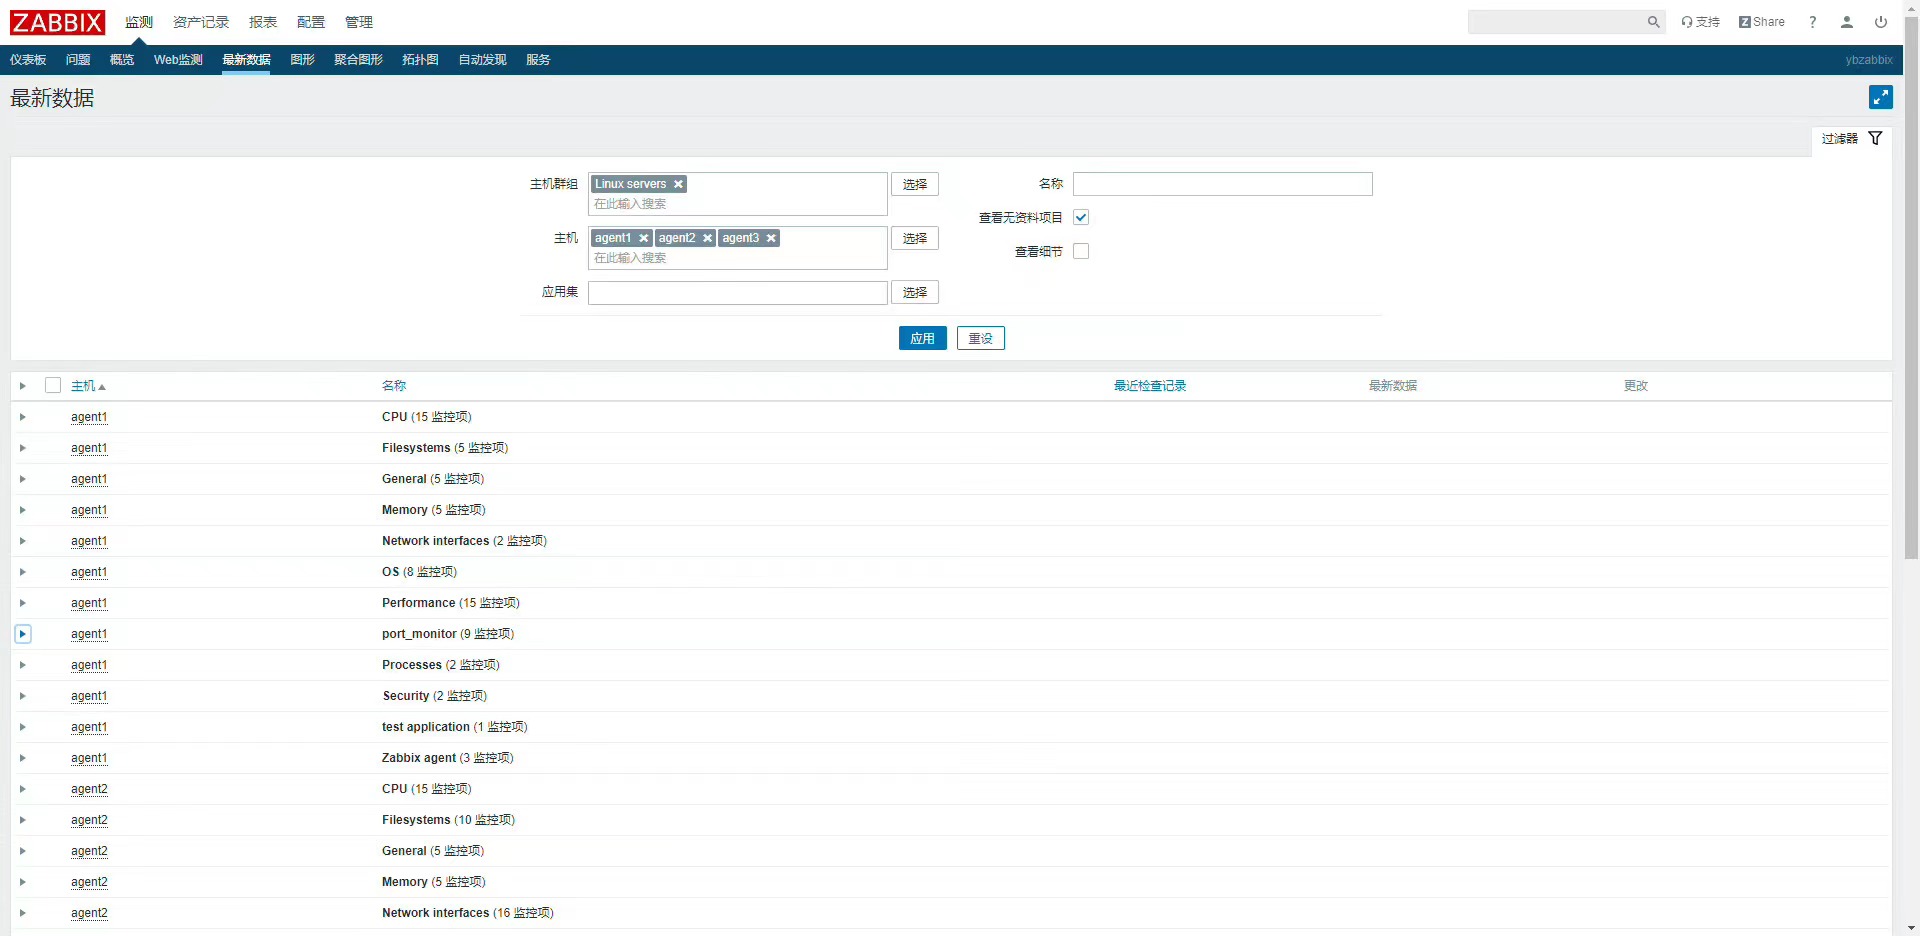 ZABBIX 监测 资产记录 报表 配置 管理 支持 Z Share ?
仪表板 问题 概览 Web监测 最新数据 图形 聚合图形 拓扑图 自动发现 服务 ybzabbix
最新数据
过滤器
主机群组 Linux servers 选择 名称
在此输入搜索
查看无资料项目
主机 agent1 agent2 agent3 选择
在此输入搜索
查看细节
应用集 选择
应用 重设
主机 名称 最近检查记录 最新数据 更改
agent1 CPU (15 监控项)
agent1 Filesystems (5 监控项)
agent1 General (5 监控项)
agent1 Memory (5 监控项)
agent1 Network interfaces (2 监控项)
agent1 OS (8 监控项)
agent1 Performance (15 监控项)
agent1 port_monitor (9 监控项)
agent1 Processes (2 监控项)
agent1 Security (2 监控项)
agent1 test application (1 监控项)
agent1 Zabbix agent (3 监控项)
agent2 CPU (15 监控项)
agent2 Filesystems (10 监控项)
agent2 General (5 监控项)
agent2 Memory (5 监控项)
agent2 Network interfaces (16 监控项)